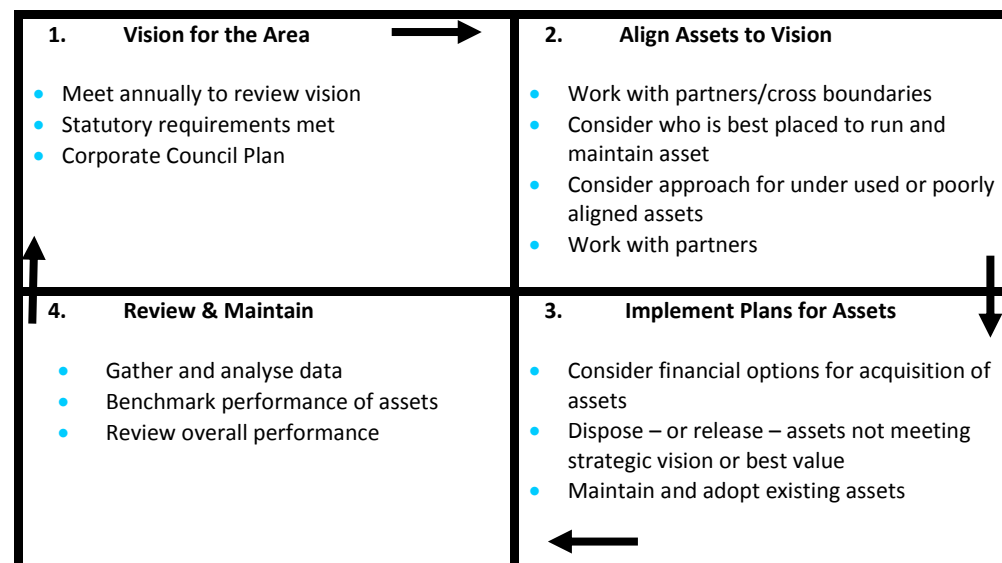 1. Vision for the Area
• Meet annually to review vision
• Statutory requirements met
• Corporate Council Plan
2. Align Assets to Vision
• Work with partners/cross boundaries
• Consider who is best placed to run and
maintain asset
• Consider approach for under used or poorly
aligned assets
• Work with partners
4. Review & Maintain
• Gather and analyse data
• Benchmark performance of assets
• Review overall performance
3. Implement Plans for Assets
• Consider financial options for acquisition of
assets
• Dispose – or release – assets not meeting
strategic vision or best value
• Maintain and adopt existing assets